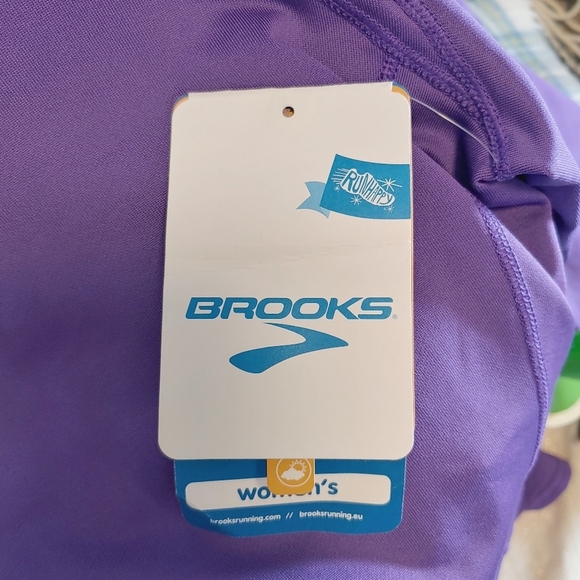 RUN HAPPY
BROOKS®
women's
brooksrunning.com // brooksrunning.eu